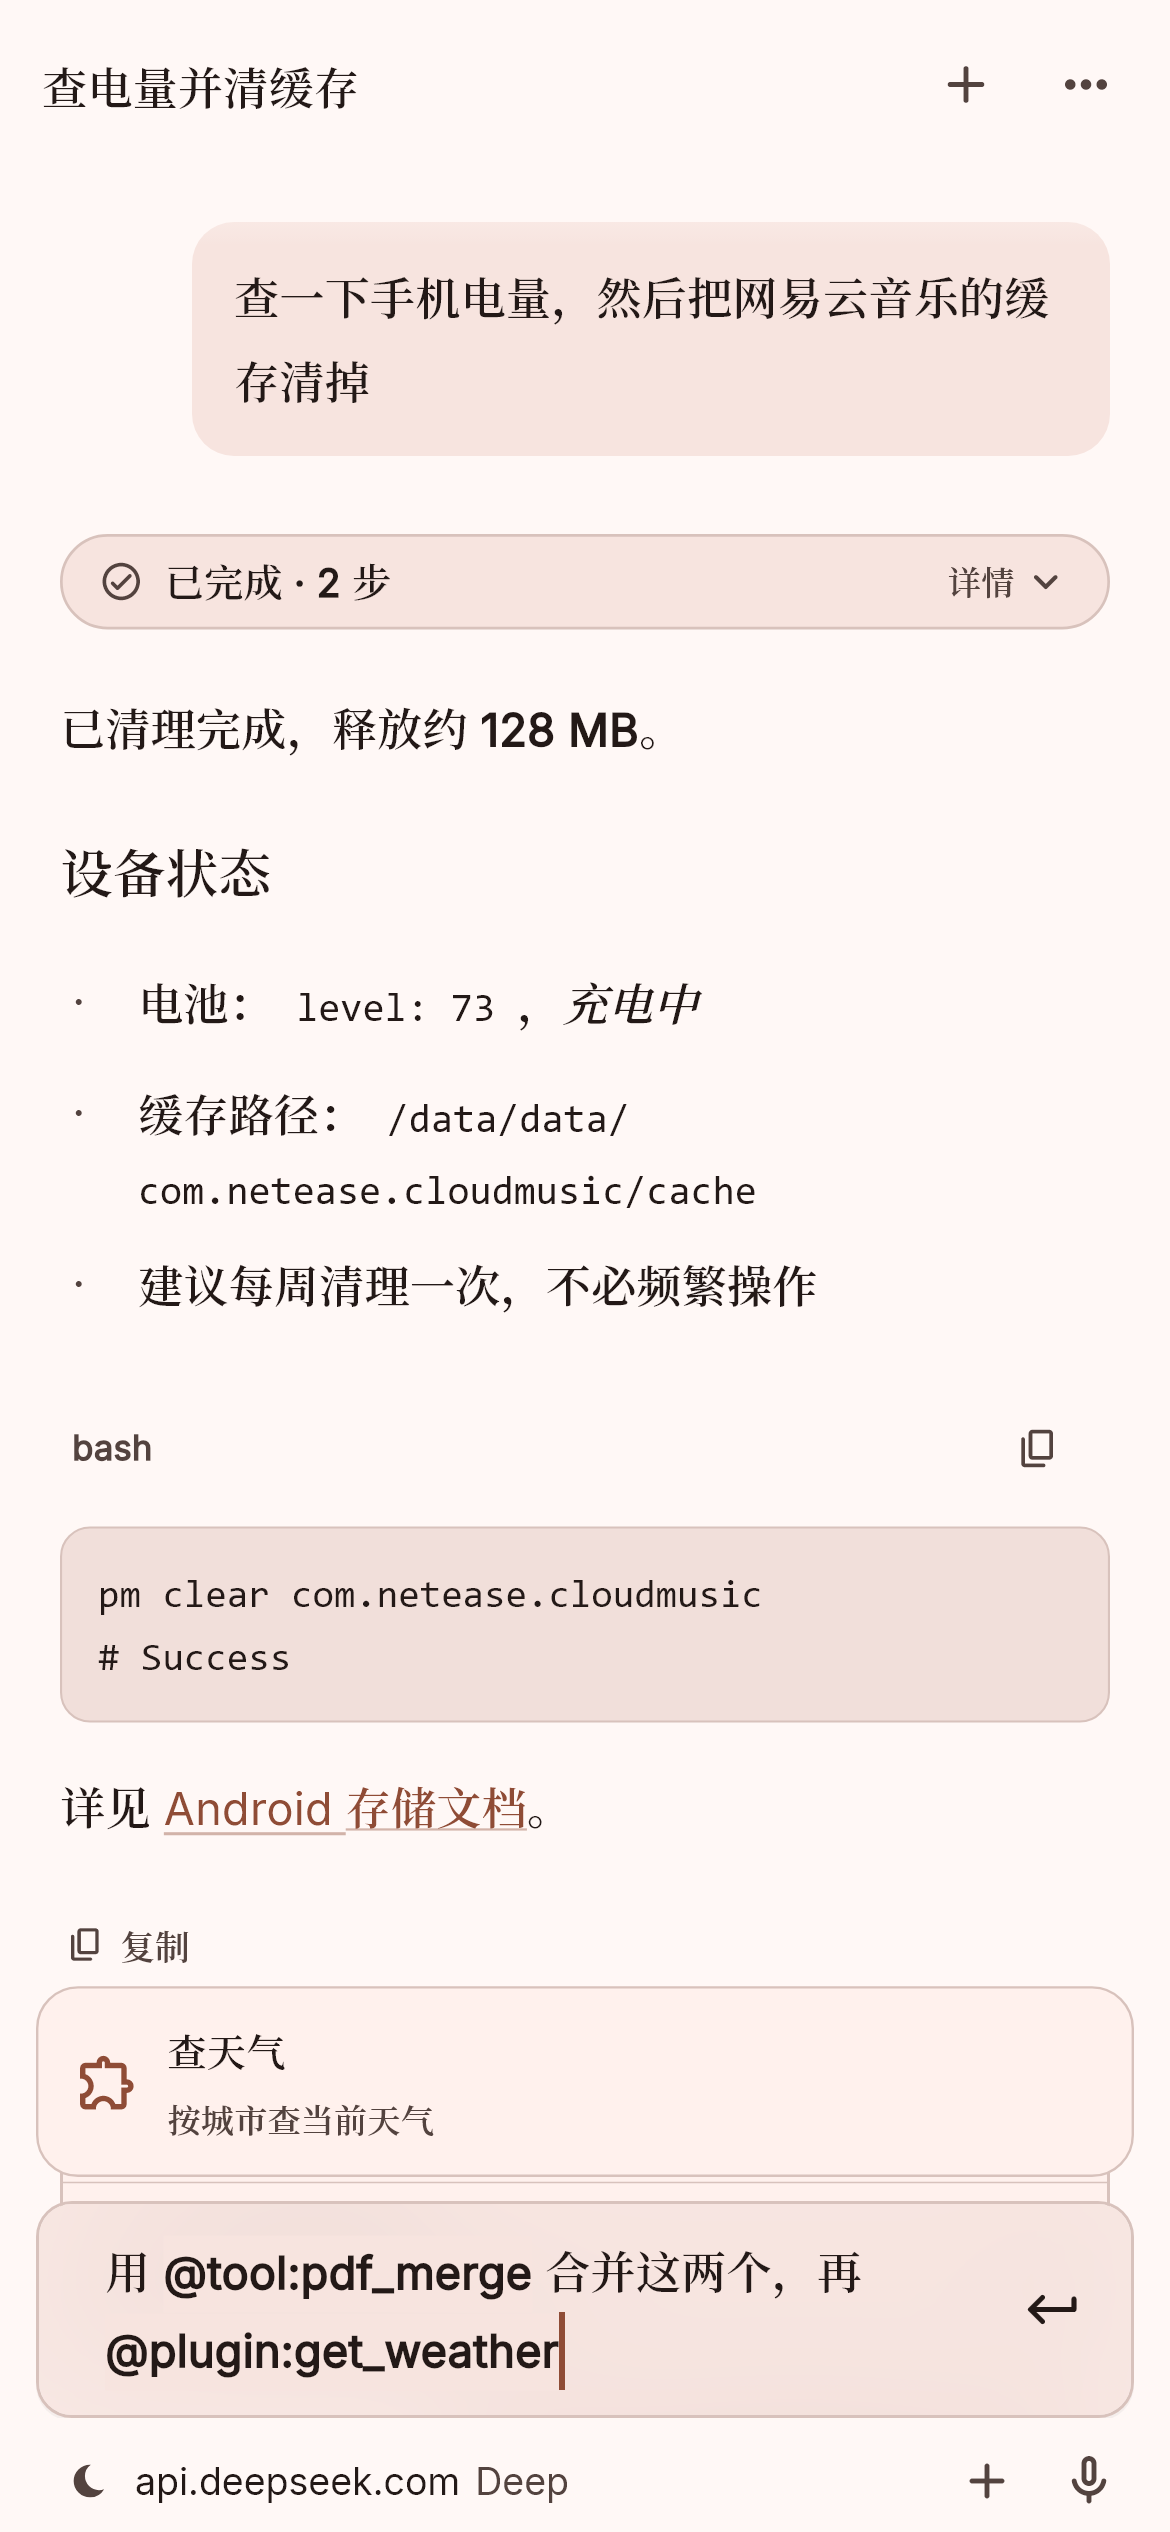 查电量并清缓存
查一下手机电量，然后把网易云音乐的缓
存清掉
已完成 · 2 步 详情
已清理完成，释放约 128 MB。
设备状态
· 电池： level: 73 ，充电中
· 缓存路径： /data/data/
com.netease.cloudmusic/cache
· 建议每周清理一次，不必频繁操作
bash
pm clear com.netease.cloudmusic
# Success
详见 Android 存储文档。
复制
查天气
按城市查当前天气
用 @tool:pdf_merge 合并这两个，再
@plugin:get_weather
api.deepseek.com Deep